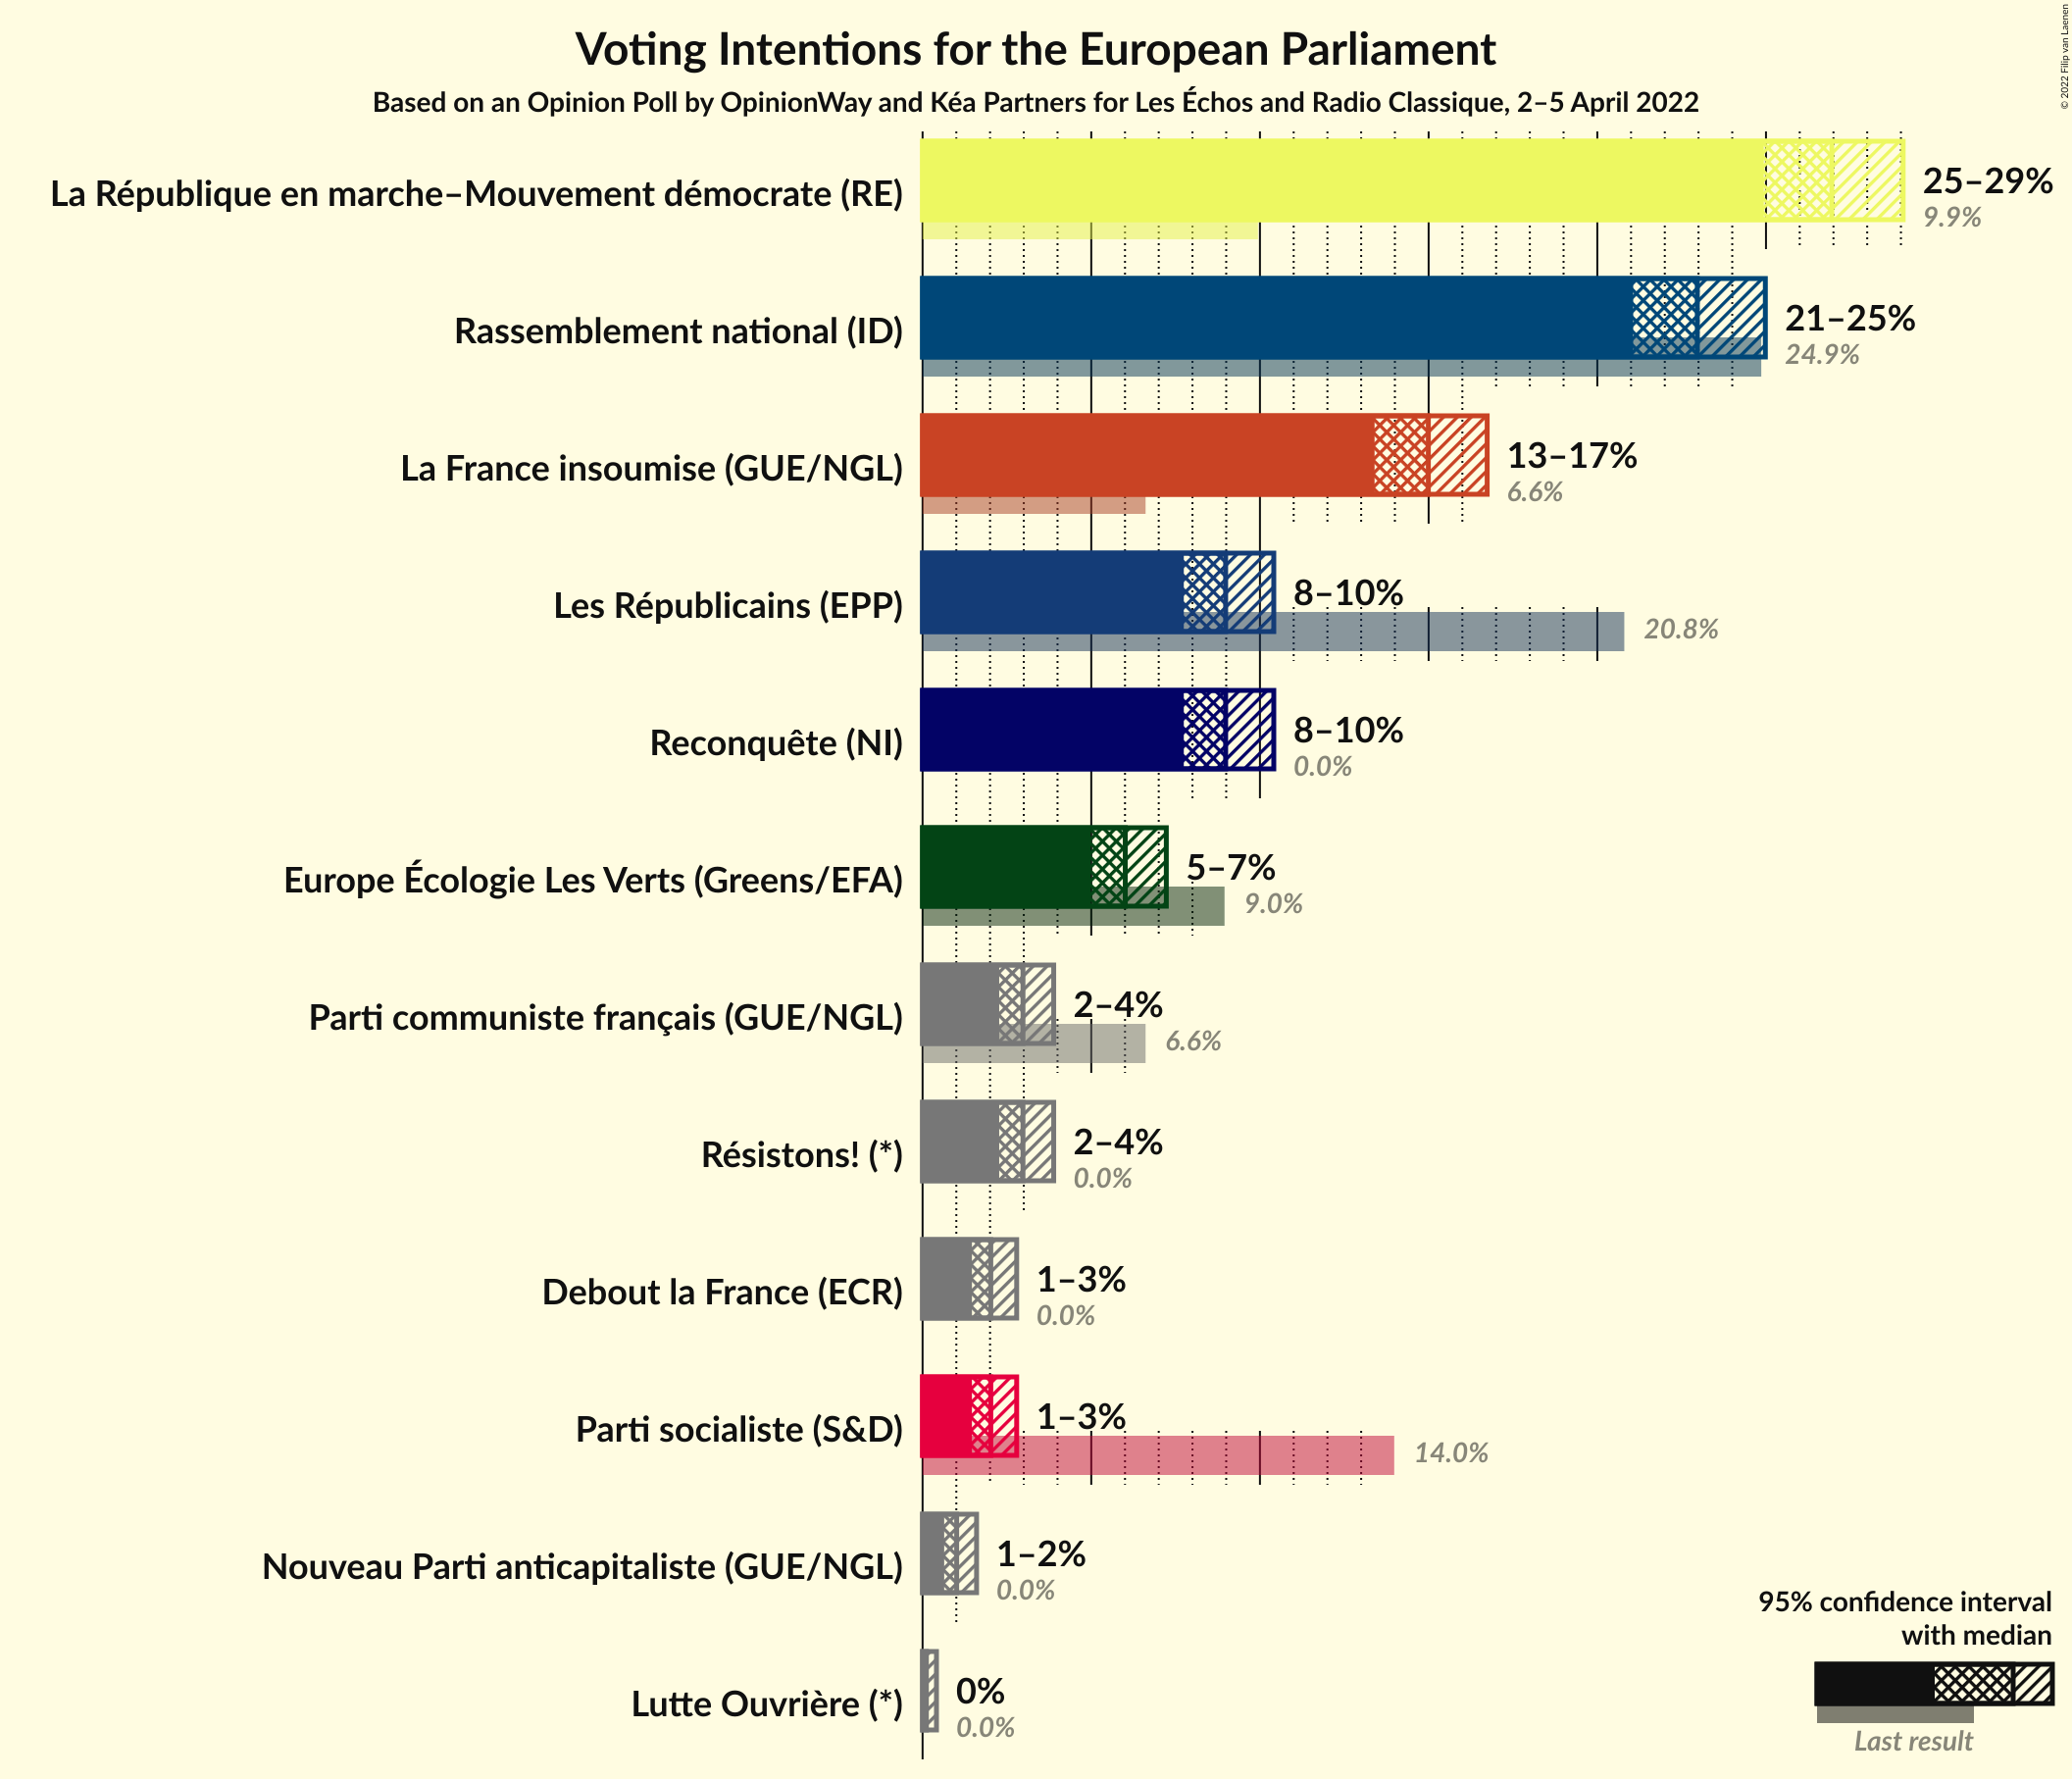 Voting Intentions for the European Parliament
Based on an Opinion Poll by OpinionWay and Kéa Partners for Les Échos and Radio Classique, 2–5 April 2022
© 2022 Filip van Laenen
La République en marche–Mouvement démocrate (RE)
25–29%
9.9%
Rassemblement national (ID)
21–25%
24.9%
La France insoumise (GUE/NGL)
13–17%
6.6%
Les Républicains (EPP)
8–10%
20.8%
Reconquête (NI)
8–10%
0.0%
Europe Écologie Les Verts (Greens/EFA)
5–7%
9.0%
Parti communiste français (GUE/NGL)
2–4%
6.6%
Résistons! (*)
2–4%
0.0%
Debout la France (ECR)
1–3%
0.0%
Parti socialiste (S&D)
1–3%
14.0%
Nouveau Parti anticapitaliste (GUE/NGL)
1–2%
0.0%
Lutte Ouvrière (*)
0%
0.0%
95% confidence interval
with median
Last result